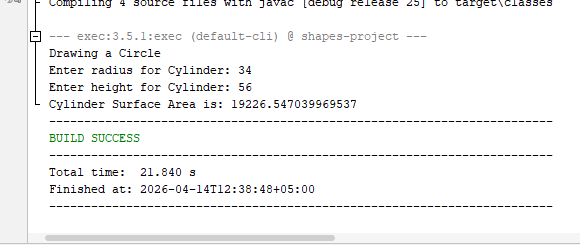 Compiling 4 source files with javac [debug release 25] to target\classes
--- exec:3.5.1:exec (default-cli) @ shapes-project ---
Drawing a Circle
Enter radius for Cylinder: 34
Enter height for Cylinder: 56
Cylinder Surface Area is: 19226.547039969537
------------------------------------------------------------------------
BUILD SUCCESS
------------------------------------------------------------------------
Total time:  21.840 s
Finished at: 2026-04-14T12:38:48+05:00
------------------------------------------------------------------------